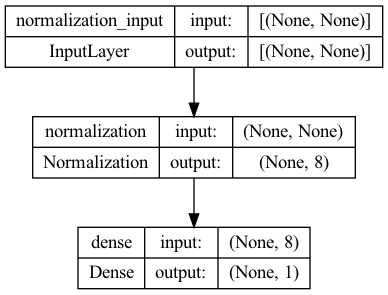 normalization_input input: [(None, None)]
InputLayer output: [(None, None)]
normalization input: (None, None)
Normalization output: (None, 8)
dense input: (None, 8)
Dense output: (None, 1)